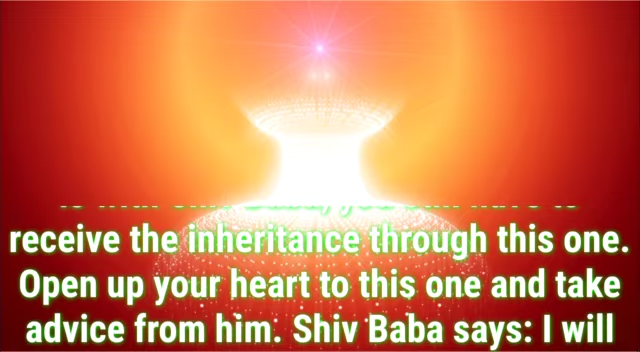 receive the inheritance through this one.
Open up your heart to this one and take
advice from him. Shiv Baba says: I will